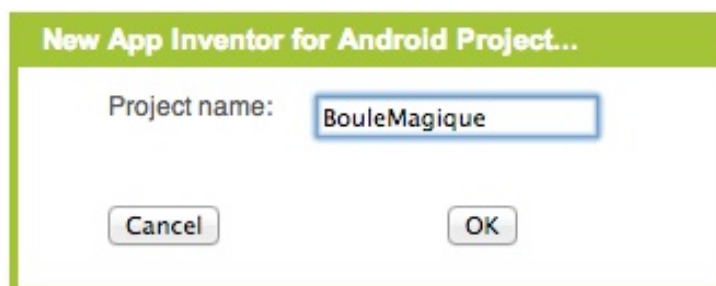 New App Inventor for Android Project...
Project name: BouleMagique
Cancel OK